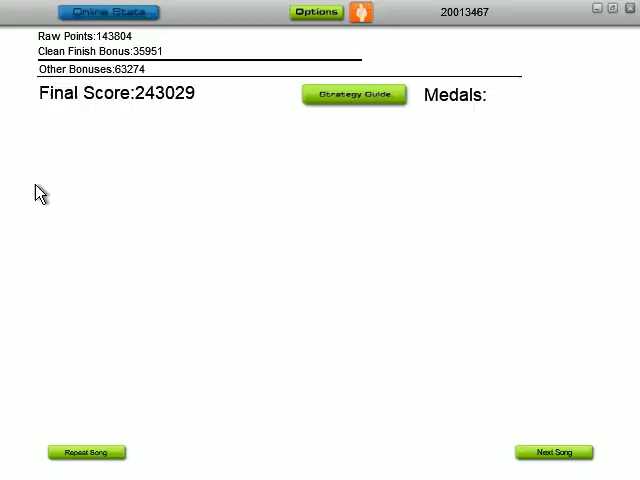 Online Stats
Options
20013467
Raw Points:143804
Clean Finish Bonus:35951
Other Bonuses:63274
Final Score:243029
Strategy Guide
Medals:
Repeat Song
Next Song